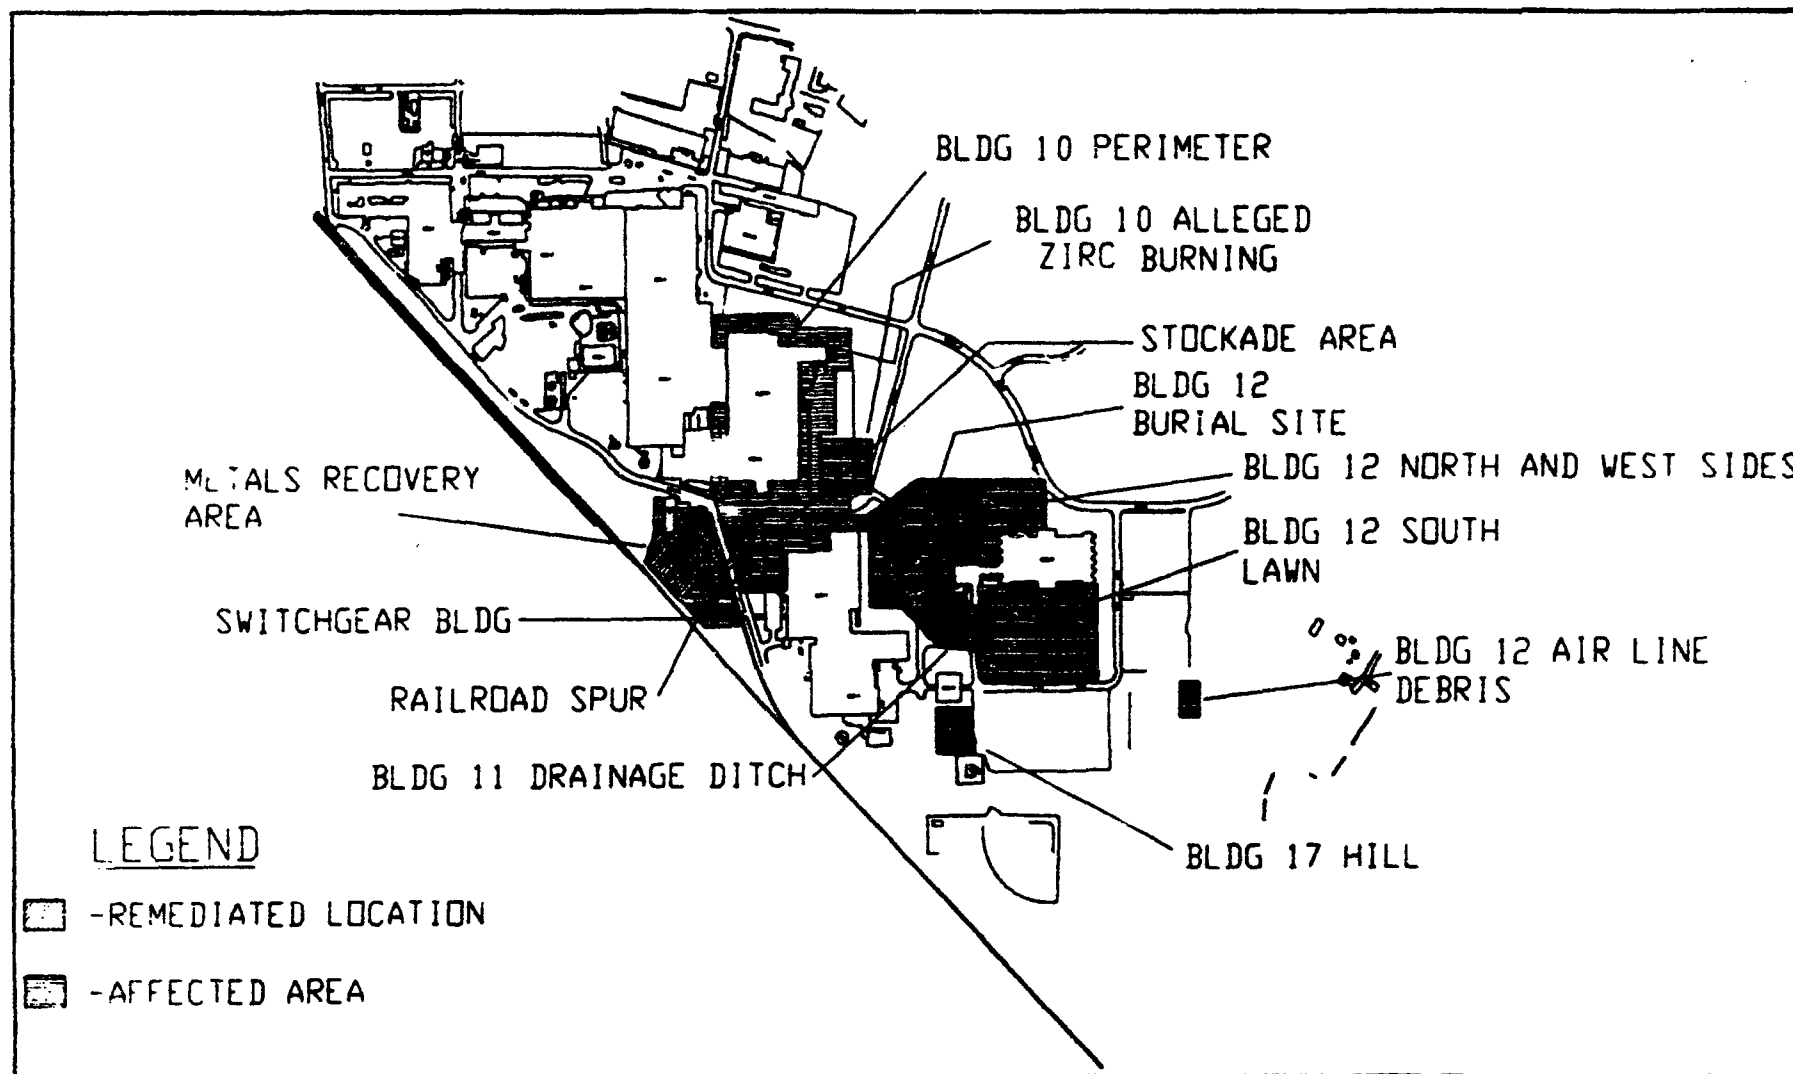 BLDG 10 PERIMETER
BLDG 10 ALLEGED
ZIRC BURNING
STOCKADE AREA
BLDG 12
BURIAL SITE
BLDG 12 NORTH AND WEST SIDES
METALS RECOVERY
AREA
BLDG 12 SOUTH
LAWN
SWITCHGEAR BLDG
BLDG 12 AIR LINE
DEBRIS
RAILROAD SPUR
BLDG 11 DRAINAGE DITCH
BLDG 17 HILL
LEGEND
-REMEDIATED LOCATION
-AFFECTED AREA